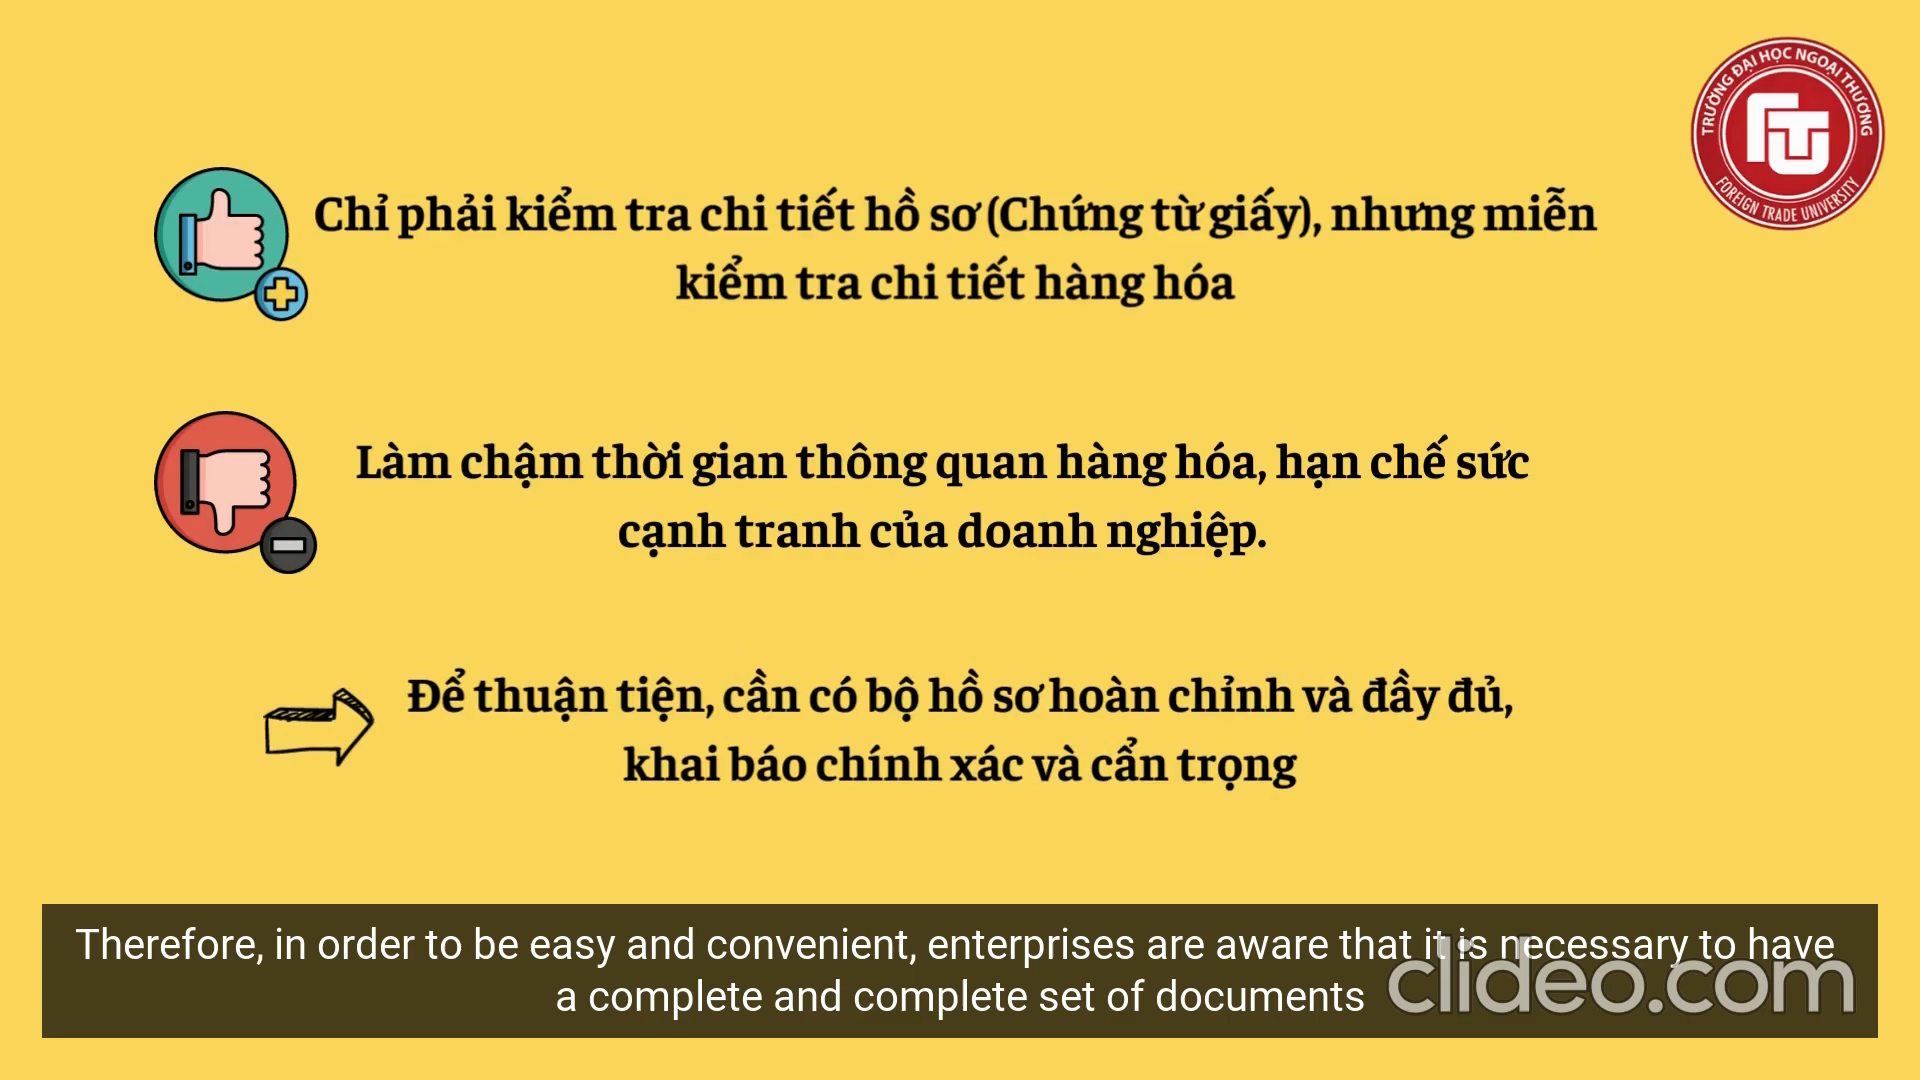 TRƯỜNG ĐẠI HỌC NGOẠI THƯƠNG
FTU
FOREIGN TRADE UNIVERSITY
Chỉ phải kiểm tra chi tiết hồ sơ (Chứng từ giấy), nhưng miễn
kiểm tra chi tiết hàng hóa
Làm chậm thời gian thông quan hàng hóa, hạn chế sức
cạnh tranh của doanh nghiệp.
Để thuận tiện, cần có bộ hồ sơ hoàn chỉnh và đầy đủ,
khai báo chính xác và cẩn trọng
Therefore, in order to be easy and convenient, enterprises are aware that it is necessary to have
a complete and complete set of documents
clideo.com